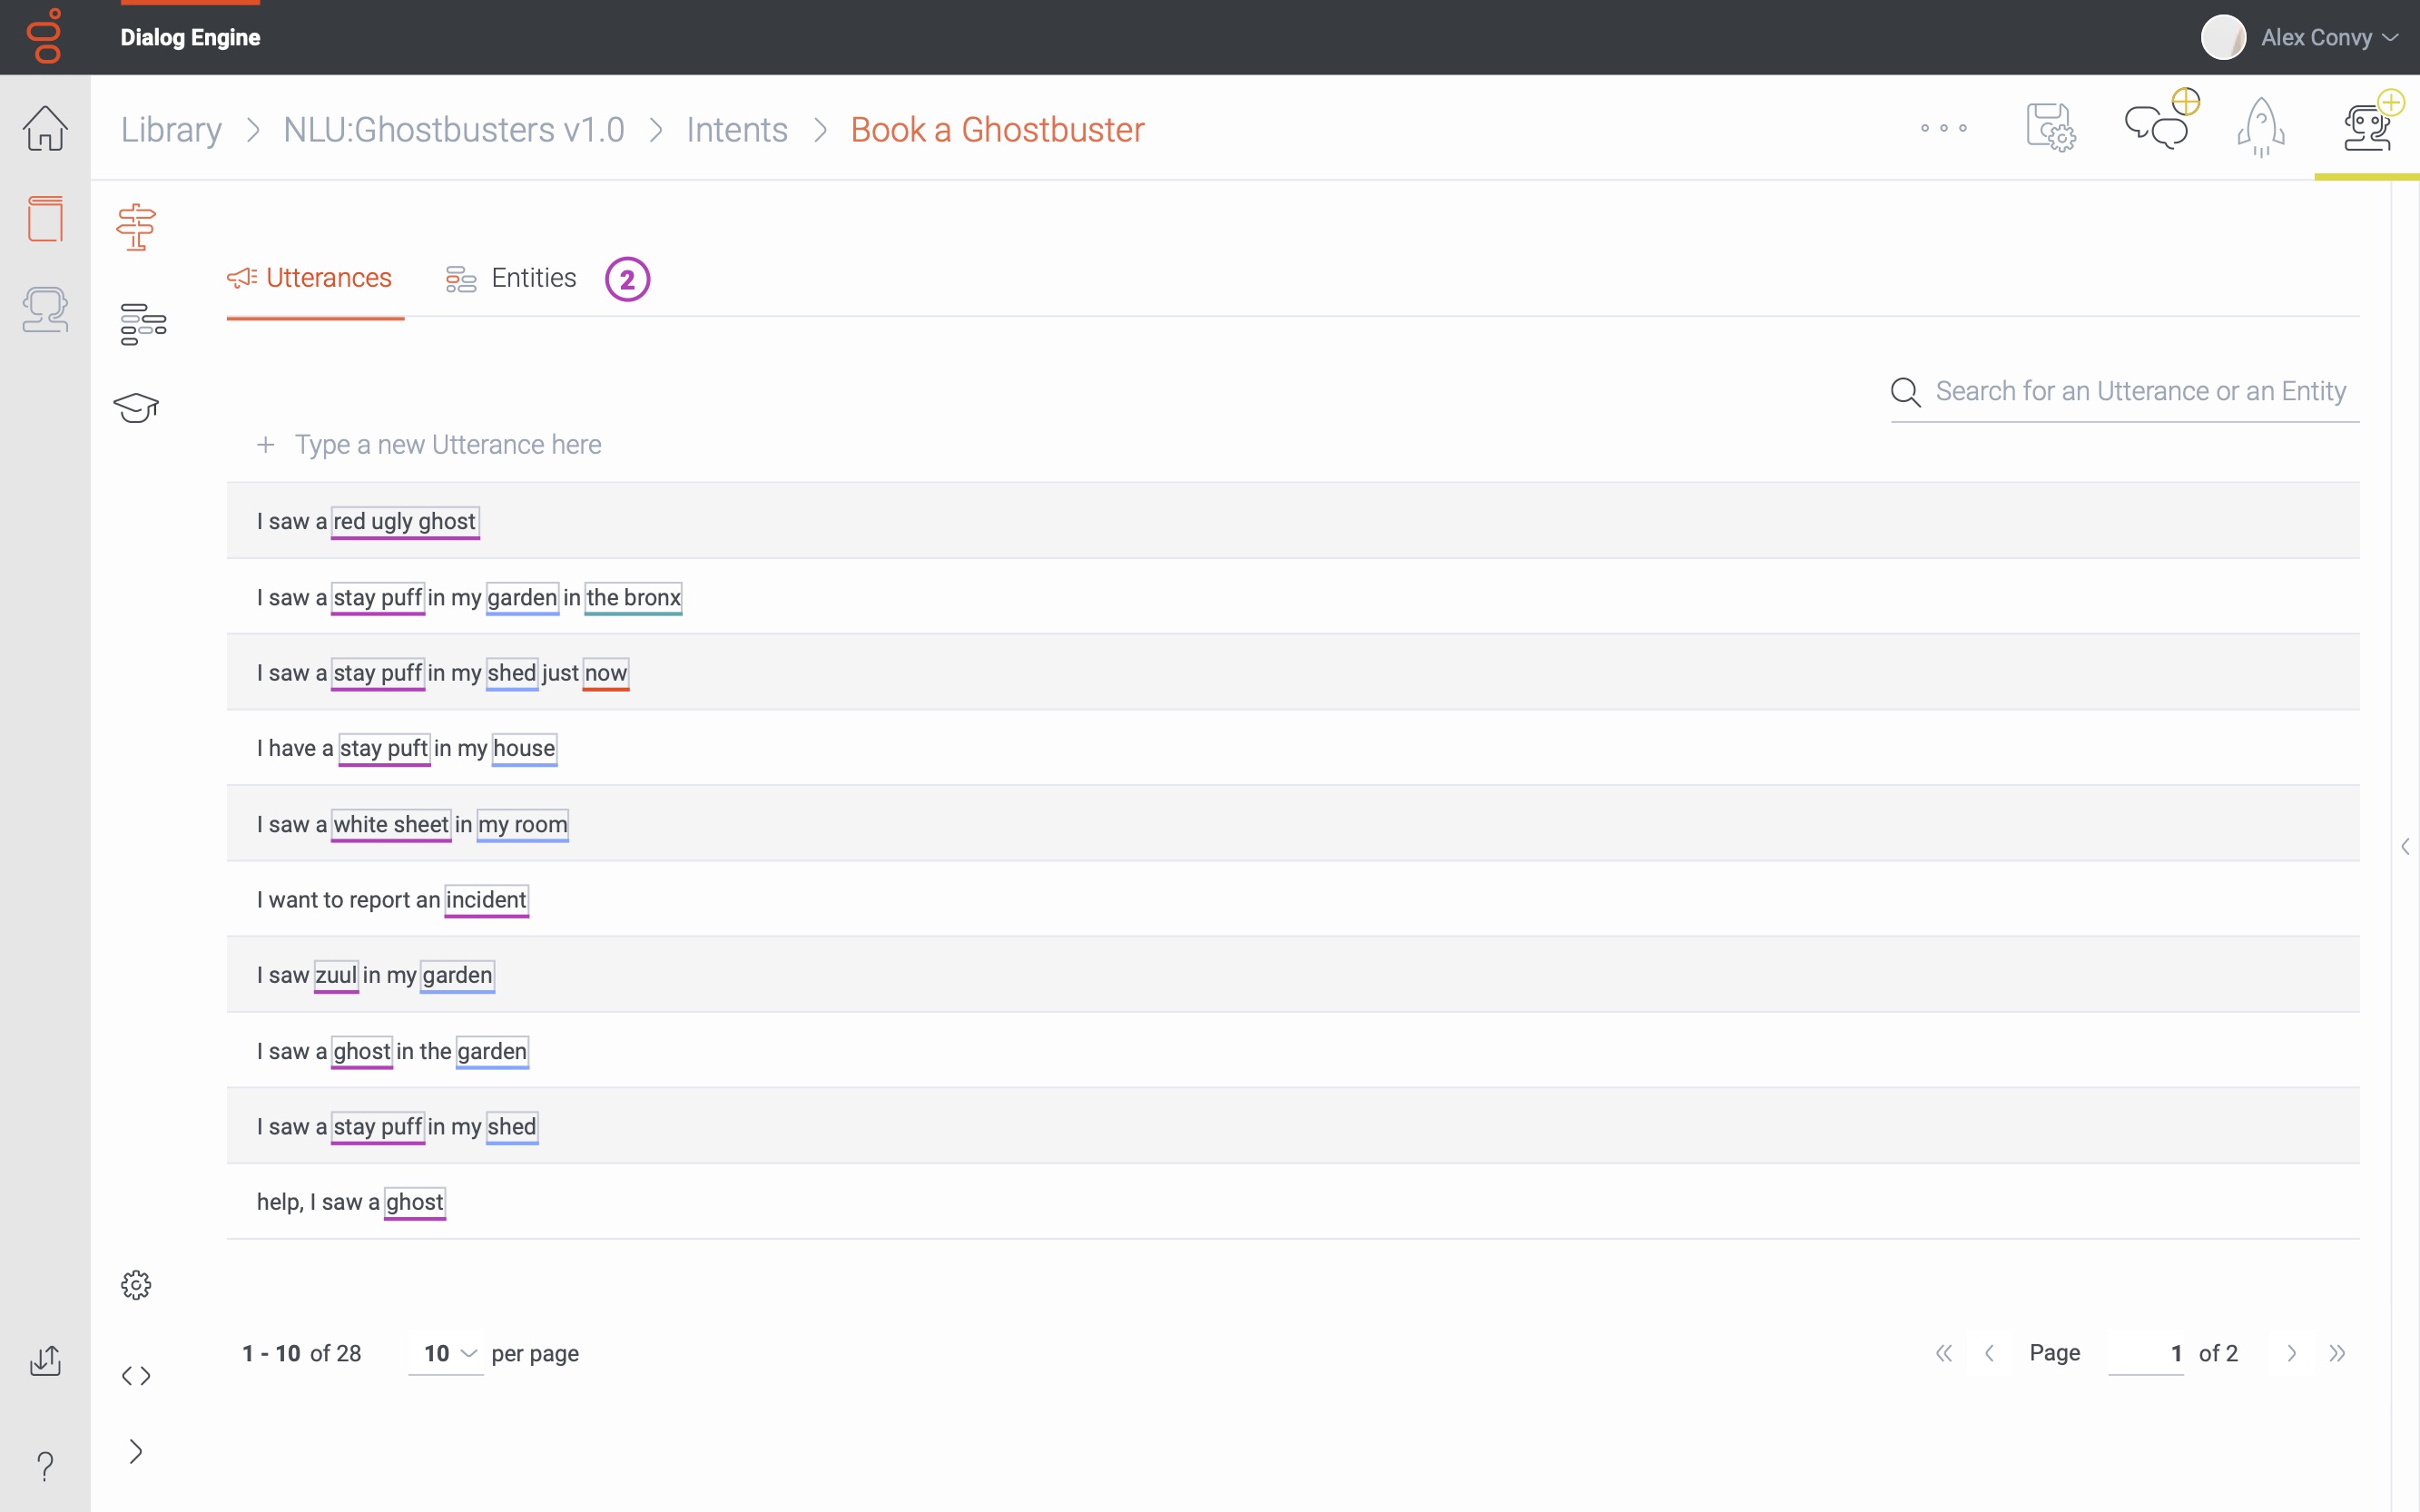 Dialog Engine
Alex Convy
Library > NLU:Ghostbusters v1.0 > Intents > Book a Ghostbuster
Utterances
Entities
2
Search for an Utterance or an Entity
+ Type a new Utterance here
I saw a red ugly ghost
I saw a stay puff in my garden in the bronx
I saw a stay puff in my shed just now
I have a stay puft in my house
I saw a white sheet in my room
I want to report an incident
I saw zuul in my garden
I saw a ghost in the garden
I saw a stay puff in my shed
help, I saw a ghost
1 - 10 of 28
10 per page
Page 1 of 2
?